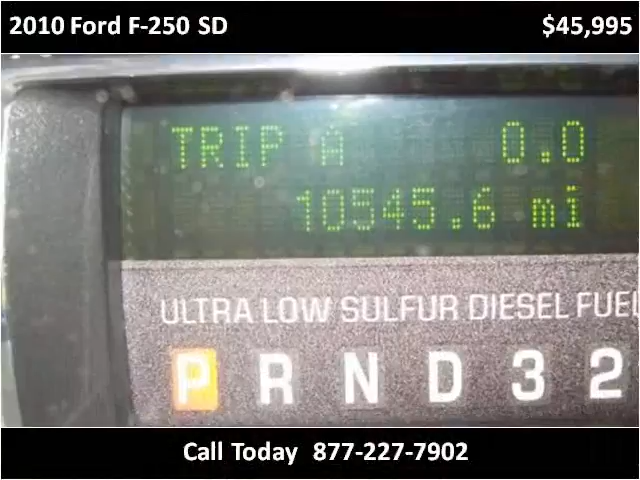 2010 Ford F-250 SD $45,995
TRIP A 0.0
10545.6 mi
ULTRA LOW SULFUR DIESEL FUEL
P R N D 3 2
Call Today 877-227-7902